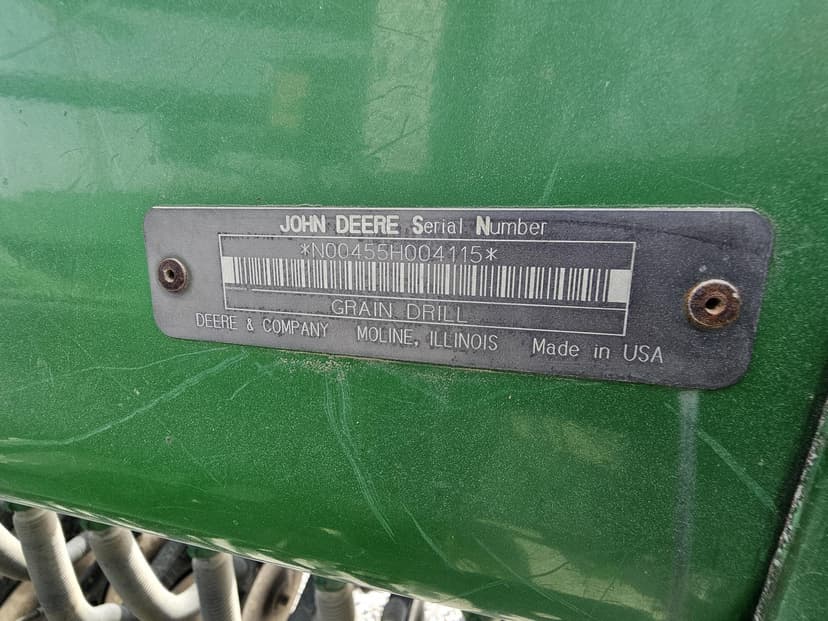 JOHN DEERE Serial Number
*N00455H004115*
GRAIN DRILL
DEERE & COMPANY MOLINE, ILLINOIS Made in USA